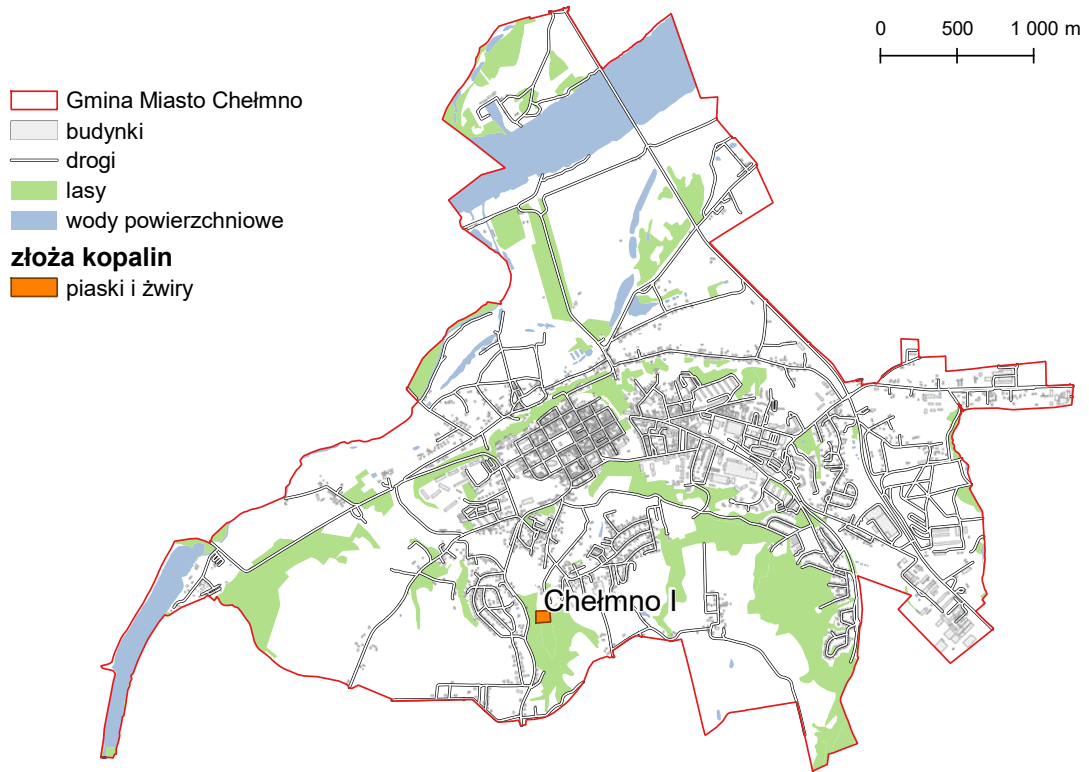 0 500 1 000 m
Gmina Miasto Chełmno
budynki
drogi
lasy
wody powierzchniowe
złoża kopalin
piaski i żwiry
Chełmno I